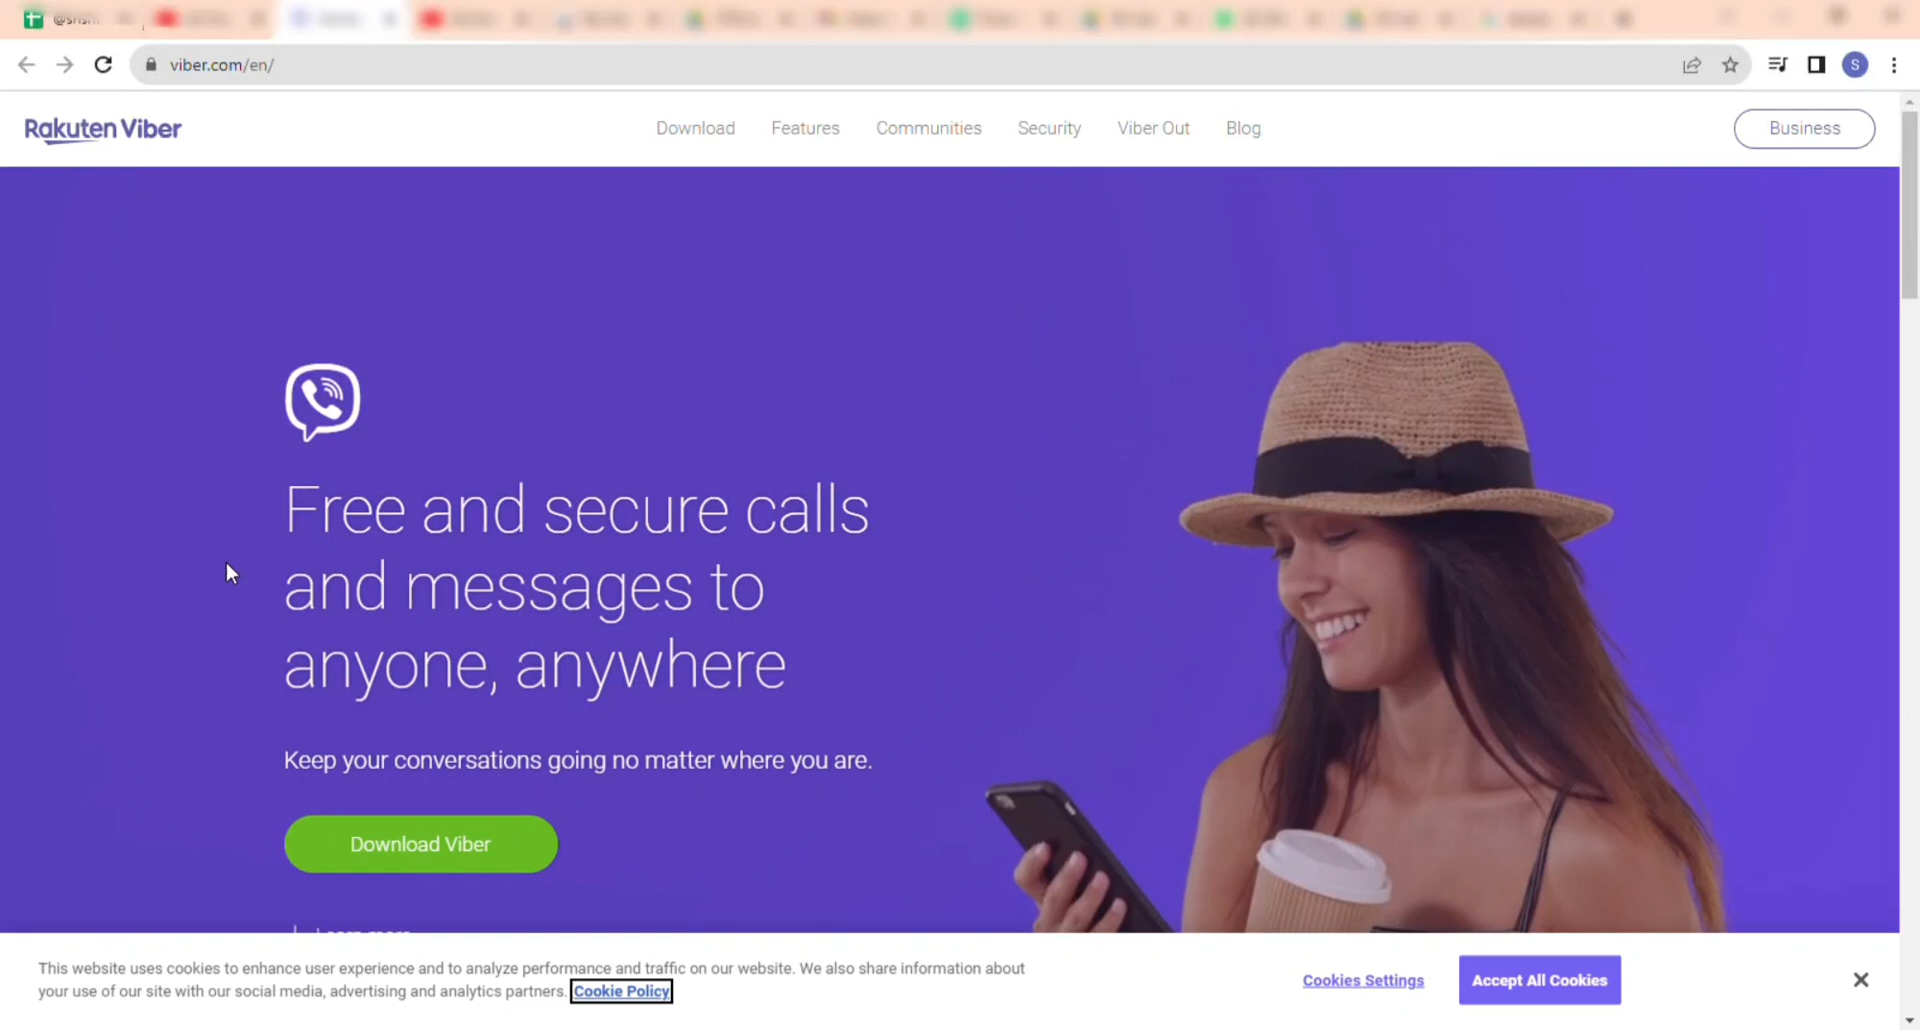 viber.com/en/
S
Rakuten Viber
Download
Features
Communities
Security
Viber Out
Blog
Business
Free and secure calls
and messages to
anyone, anywhere
Keep your conversations going no matter where you are.
Download Viber
This website uses cookies to enhance user experience and to analyze performance and traffic on our website. We also share information about
your use of our site with our social media, advertising and analytics partners. Cookie Policy
Cookies Settings
Accept All Cookies